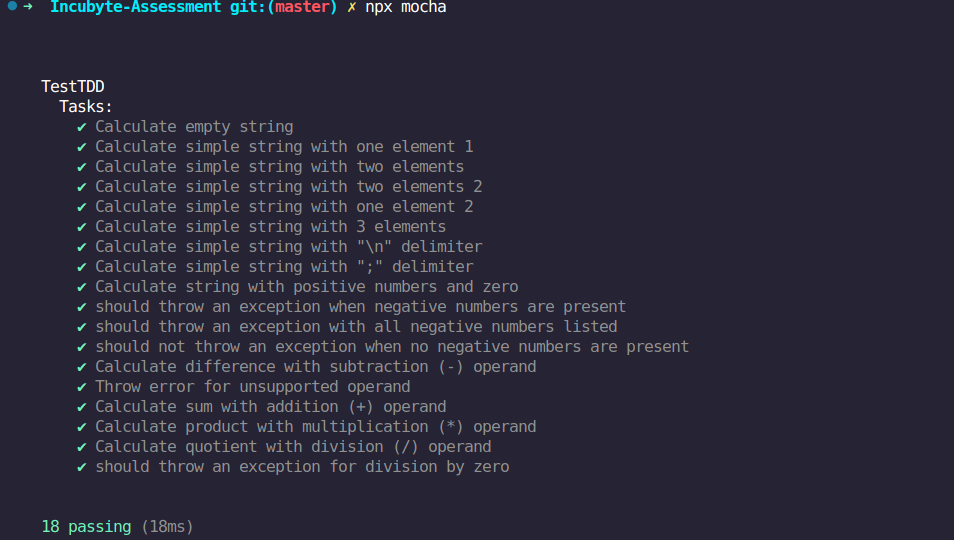 ➜ Incubyte-Assessment git:(master) ✗ npx mocha
TestTDD
Tasks:
✔ Calculate empty string
✔ Calculate simple string with one element 1
✔ Calculate simple string with two elements
✔ Calculate simple string with two elements 2
✔ Calculate simple string with one element 2
✔ Calculate simple string with 3 elements
✔ Calculate simple string with "\n" delimiter
✔ Calculate simple string with ";" delimiter
✔ Calculate string with positive numbers and zero
✔ should throw an exception when negative numbers are present
✔ should throw an exception with all negative numbers listed
✔ should not throw an exception when no negative numbers are present
✔ Calculate difference with subtraction (-) operand
✔ Throw error for unsupported operand
✔ Calculate sum with addition (+) operand
✔ Calculate product with multiplication (*) operand
✔ Calculate quotient with division (/) operand
✔ should throw an exception for division by zero
18 passing (18ms)